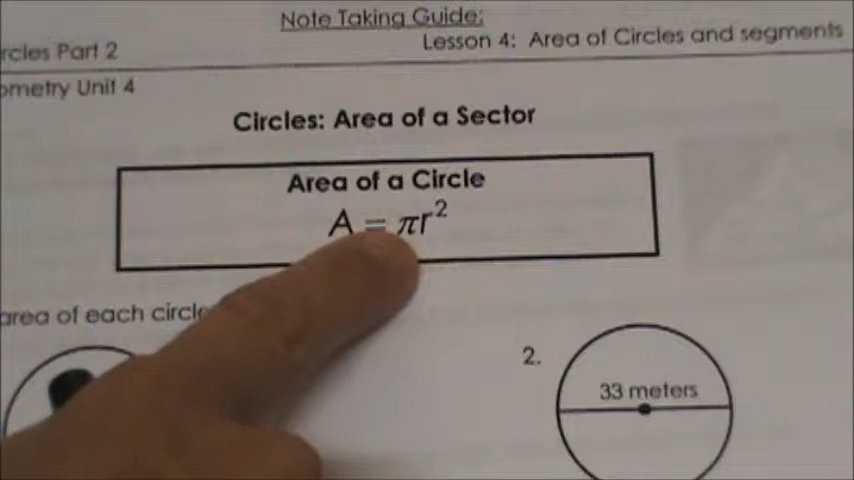 Note Taking Guide:
rcles Part 2
Lesson 4: Area of Circles and segments
ometry Unit 4
Circles: Area of a Sector
Area of a Circle
A = πr²
area of each circle
2.
33 meters